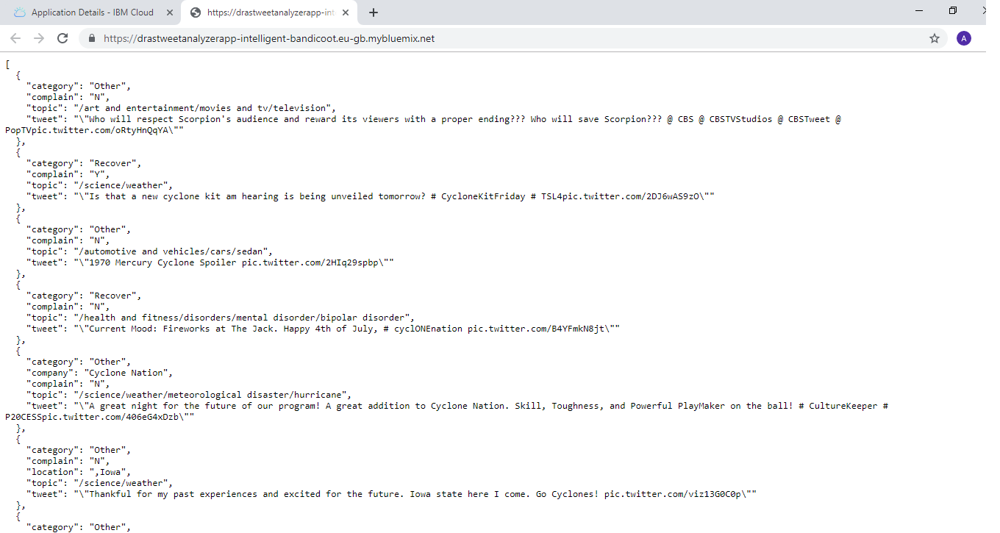 Application Details - IBM Cloud
https://drastweetanalyzerapp-int
https://drastweetanalyzerapp-intelligent-bandicoot.eu-gb.mybluemix.net
A
[
  {
    "category": "Other",
    "complain": "N",
    "topic": "/art and entertainment/movies and tv/television",
    "tweet": "\"Who will respect Scorpion's audience and reward its viewers with a proper ending??? Who will save Scorpion??? @ CBS @ CBSTVStudios @ CBSTweet @
PopTVpic.twitter.com/oRtyHnQqYA\""
  },
  {
    "category": "Recover",
    "complain": "Y",
    "topic": "/science/weather",
    "tweet": "\"Is that a new cyclone kit am hearing is being unveiled tomorrow? # CycloneKitFriday # TSL4pic.twitter.com/2DJ6wAS9zO\""
  },
  {
    "category": "Other",
    "complain": "N",
    "topic": "/automotive and vehicles/cars/sedan",
    "tweet": "\"1970 Mercury Cyclone Spoiler pic.twitter.com/2HIq29spbp\""
  },
  {
    "category": "Recover",
    "complain": "N",
    "topic": "/health and fitness/disorders/mental disorder/bipolar disorder",
    "tweet": "\"Current Mood: Fireworks at The Jack. Happy 4th of July, # cyclONEnation pic.twitter.com/B4YFmkN8jt\""
  },
  {
    "category": "Other",
    "company": "Cyclone Nation",
    "complain": "N",
    "topic": "/science/weather/meteorological disaster/hurricane",
    "tweet": "\"A great night for the future of our program! A great addition to Cyclone Nation. Skill, Toughness, and Powerful PlayMaker on the ball! # CultureKeeper #
P20CESSpic.twitter.com/406eG4xDzb\""
  },
  {
    "category": "Other",
    "complain": "N",
    "location": ",Iowa",
    "topic": "/science/weather",
    "tweet": "\"Thankful for my past experiences and excited for the future. Iowa state here I come. Go Cyclones! pic.twitter.com/viz13G0C0p\""
  },
  {
    "category": "Other",